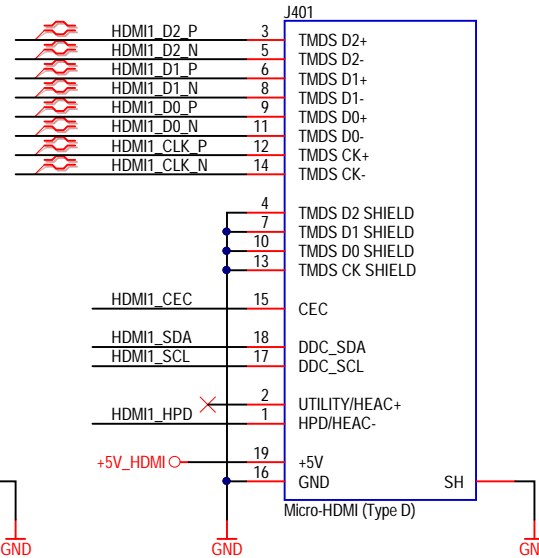 J401
HDMI1_D2_P 3 TMDS D2+
HDMI1_D2_N 5 TMDS D2-
HDMI1_D1_P 6 TMDS D1+
HDMI1_D1_N 8 TMDS D1-
HDMI1_D0_P 9 TMDS D0+
HDMI1_D0_N 11 TMDS D0-
HDMI1_CLK_P 12 TMDS CK+
HDMI1_CLK_N 14 TMDS CK-
4 TMDS D2 SHIELD
7 TMDS D1 SHIELD
10 TMDS D0 SHIELD
13 TMDS CK SHIELD
HDMI1_CEC 15 CEC
HDMI1_SDA 18 DDC_SDA
HDMI1_SCL 17 DDC_SCL
2 UTILITY/HEAC+
HDMI1_HPD 1 HPD/HEAC-
+5V_HDMI 19 +5V
16 GND SH
Micro-HDMI (Type D)
GND GND GN